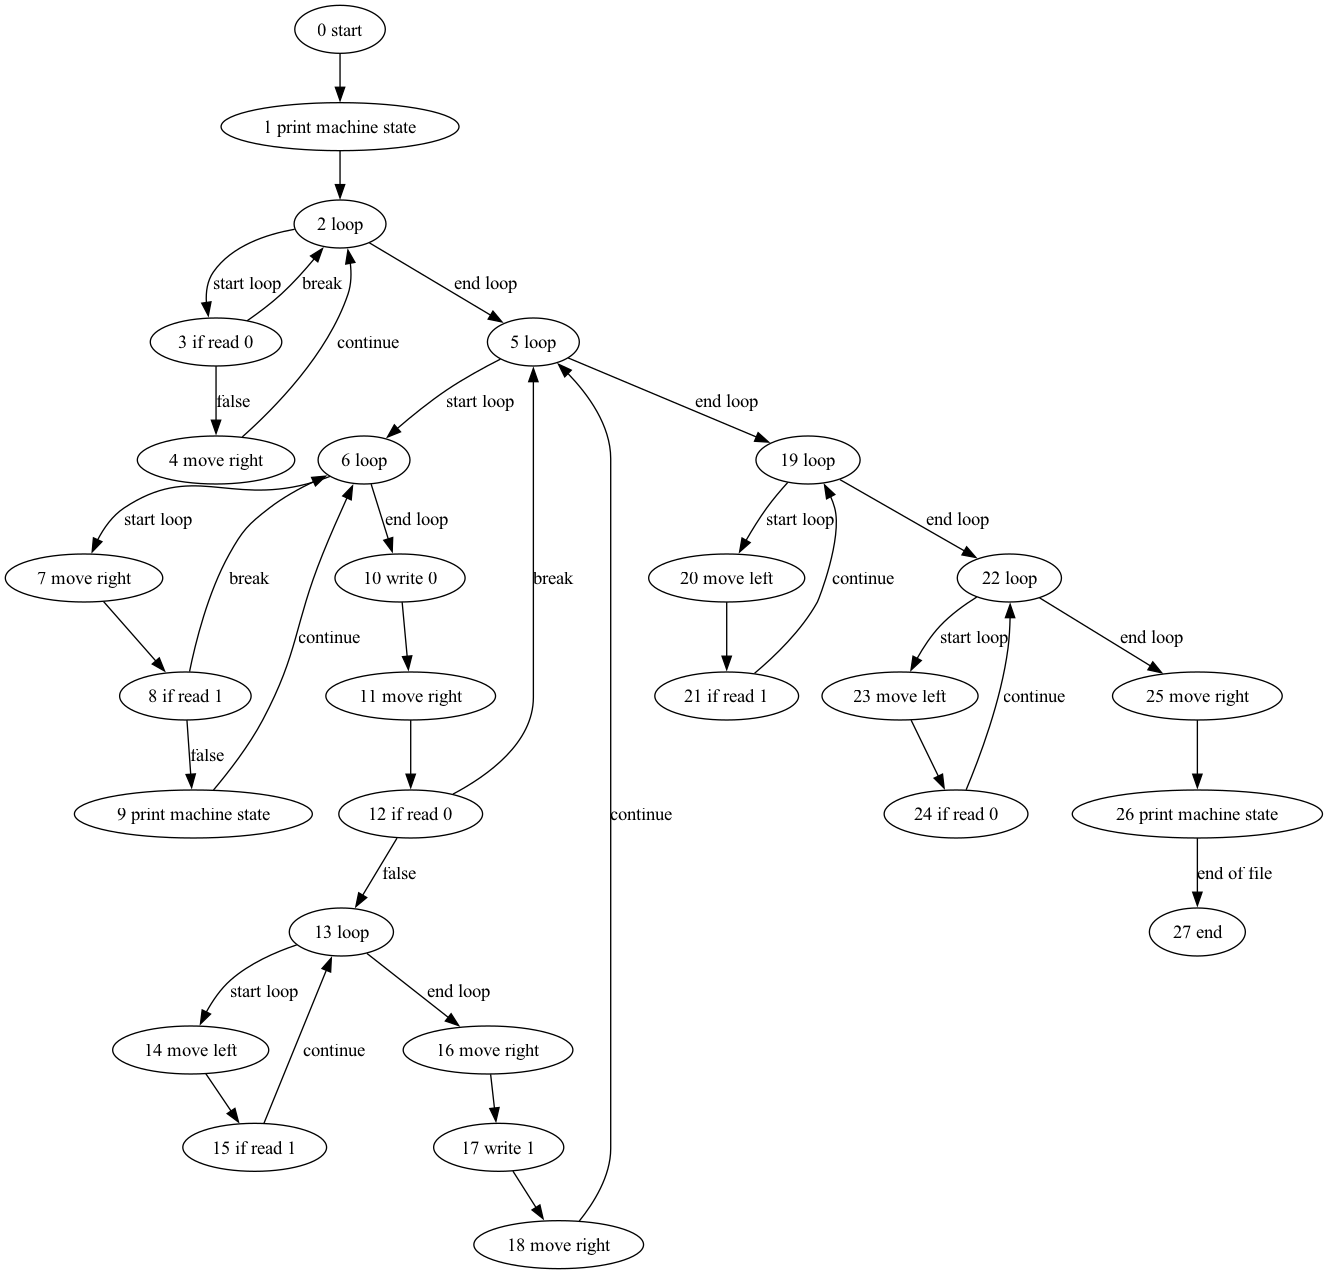 0 start
1 print machine state
2 loop
start loop
break
end loop
3 if read 0
continue
5 loop
false
start loop
end loop
4 move right
6 loop
19 loop
start loop
end loop
start loop
end loop
7 move right
break
10 write 0
break
20 move left
continue
22 loop
continue
start loop
end loop
8 if read 1
11 move right
21 if read 1
23 move left
continue
25 move right
false
9 print machine state
12 if read 0
continue
24 if read 0
26 print machine state
false
end of file
13 loop
27 end
start loop
end loop
14 move left
continue
16 move right
15 if read 1
17 write 1
18 move right